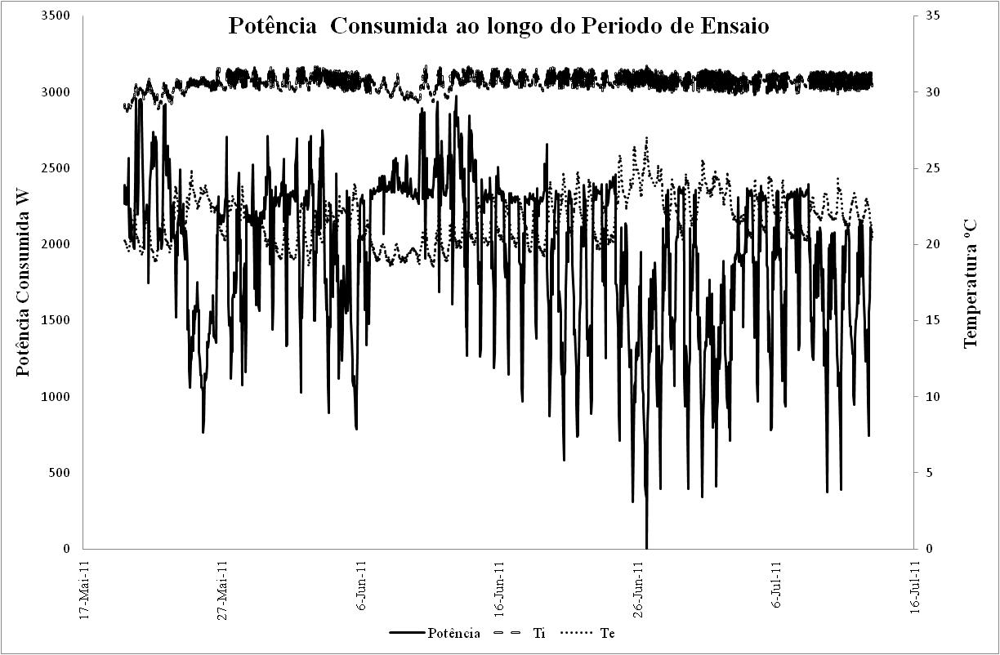 Potência Consumida ao longo do Periodo de Ensaio
3500
3000
2500
2000
1500
1000
500
0
Potência Consumida W
35
30
25
20
15
10
5
0
Temperatura ºC
17-Mai-11
27-Mai-11
6-Jun-11
16-Jun-11
26-Jun-11
6-Jul-11
16-Jul-11
Potência Ti Te